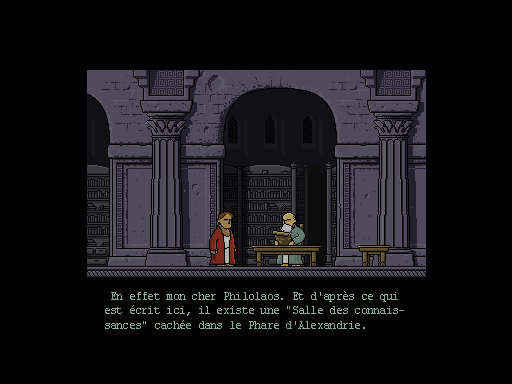 En effet mon cher Philolaos. Et d'après ce qui
est écrit ici, il existe une "Salle des connais-
sances" cachée dans le Phare d'Alexandrie.